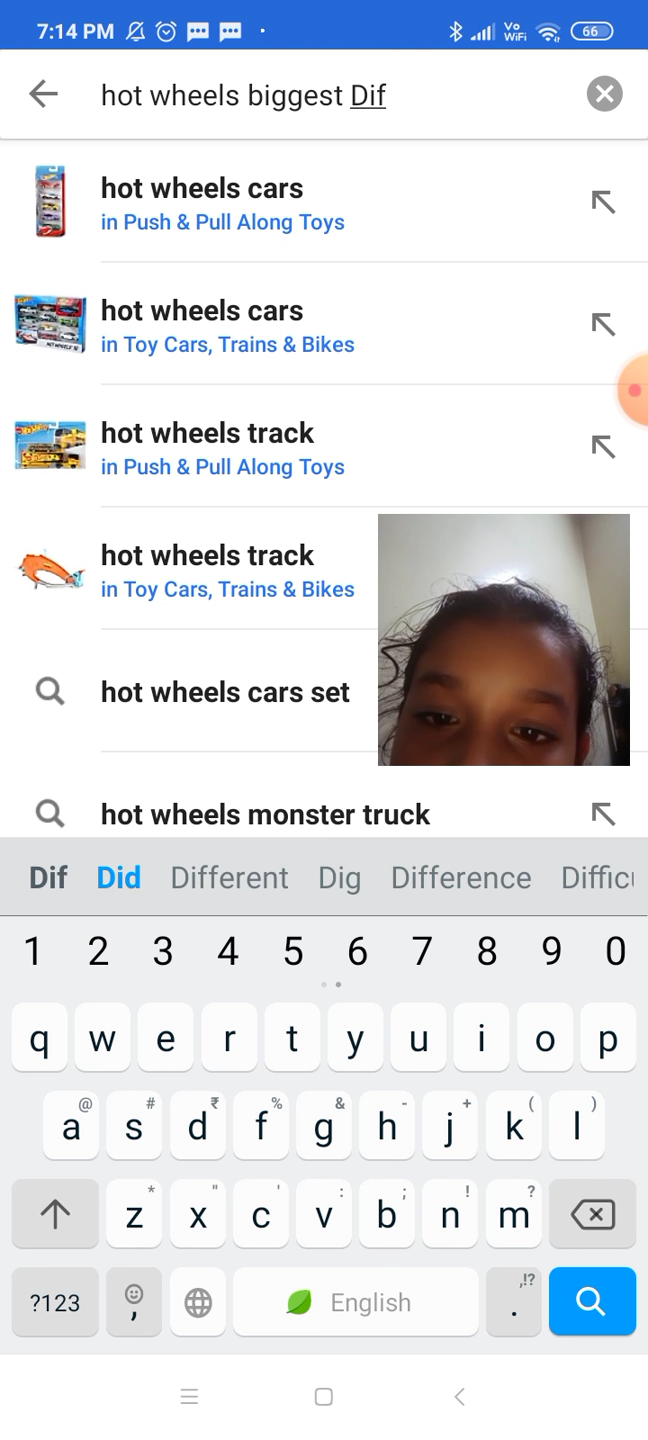 7:14 PM
Vo
WiFi
66
hot wheels biggest Dif
hot wheels cars
in Push & Pull Along Toys
hot wheels cars
in Toy Cars, Trains & Bikes
hot wheels track
in Push & Pull Along Toys
hot wheels track
in Toy Cars, Trains & Bikes
hot wheels cars set
hot wheels monster truck
Dif Did Different Dig Difference
1 2 3 4 5 6 7 8 9 0
q w e r t y u i o p
@ # ₹ % & - + ( )
a s d f g h j k l
* " ' : ; ! ?
z x c v b n m
?123 , English . ,!?